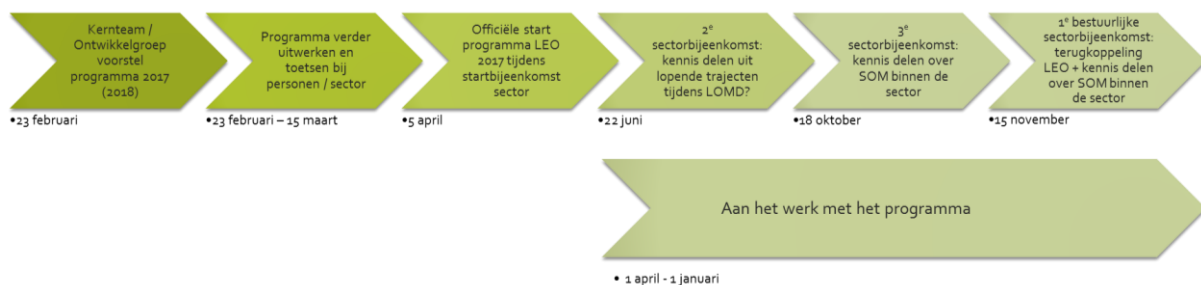 Kernteam /
Ontwikkelgroep
voorstel
programma 2017
(2018)
•23 februari
Programma verder
uitwerken en
toetsen bij
personen / sector
•23 februari – 15 maart
Officiële start
programma LEO
2017 tijdens
startbijeenkomst
sector
•5 april
2e
sectorbijeenkomst:
kennis delen uit
lopende trajecten
tijdens LOMD?
•22 juni
3e
sectorbijeenkomst:
kennis delen over
SOM binnen de
sector
•18 oktober
1e bestuurlijke
sectorbijeenkomst:
terugkoppeling
LEO + kennis delen
over SOM binnen
de sector
•15 november
Aan het werk met het programma
• 1 april - 1 januari